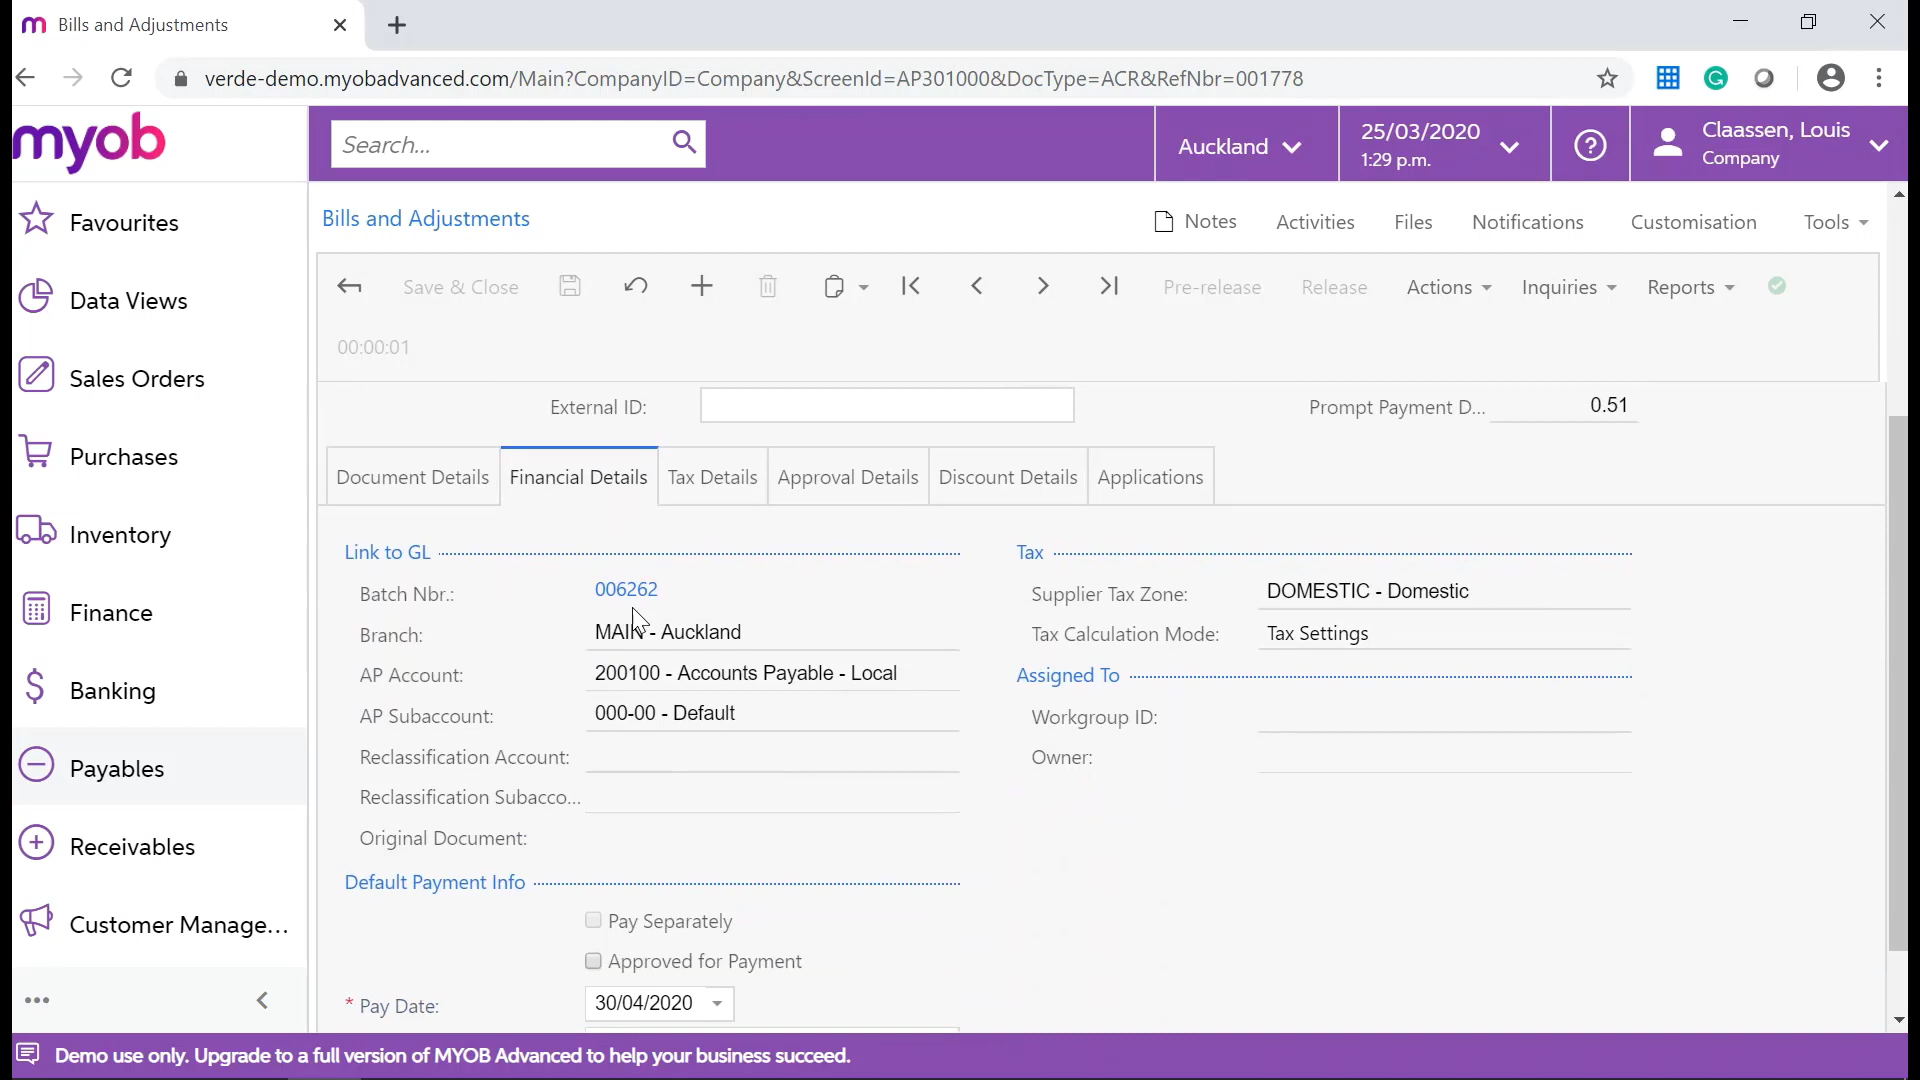 Bills and Adjustments
verde-demo.myobadvanced.com/Main?CompanyID=Company&ScreenId=AP301000&DocType=ACR&RefNbr=001778
myob
Search...
Auckland
25/03/2020
1:29 p.m.
Claassen, Louis
Company
Favourites
Data Views
Sales Orders
Purchases
Inventory
Finance
Banking
Payables
Receivables
Customer Manage...
Bills and Adjustments
Notes Activities Files Notifications Customisation Tools
Save & Close Pre-release Release Actions Inquiries Reports
00:00:01
External ID:
Prompt Payment D... 0.51
Document Details Financial Details Tax Details Approval Details Discount Details Applications
Link to GL
Batch Nbr.: 006262
Branch: MAIN - Auckland
AP Account: 200100 - Accounts Payable - Local
AP Subaccount: 000-00 - Default
Reclassification Account:
Reclassification Subacco...
Original Document:
Default Payment Info
Pay Separately
Approved for Payment
* Pay Date: 30/04/2020
Tax
Supplier Tax Zone: DOMESTIC - Domestic
Tax Calculation Mode: Tax Settings
Assigned To
Workgroup ID:
Owner:
Demo use only. Upgrade to a full version of MYOB Advanced to help your business succeed.